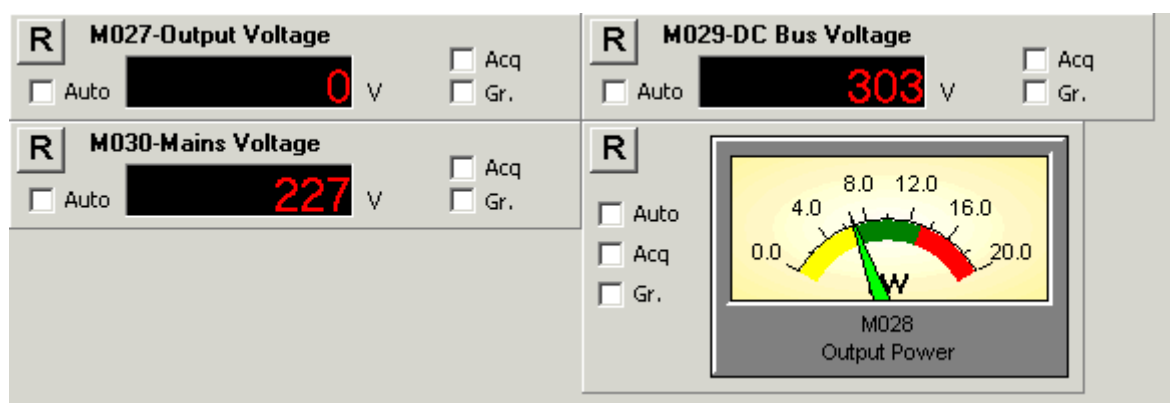 R M027-Output Voltage
Auto 0 V Acq
Gr.
R M029-DC Bus Voltage
Auto 303 V Acq
Gr.
R M030-Mains Voltage
Auto 227 V Acq
Gr.
R
Auto
Acq
Gr.
0.0 4.0 8.0 12.0 16.0 20.0
W
M028
Output Power